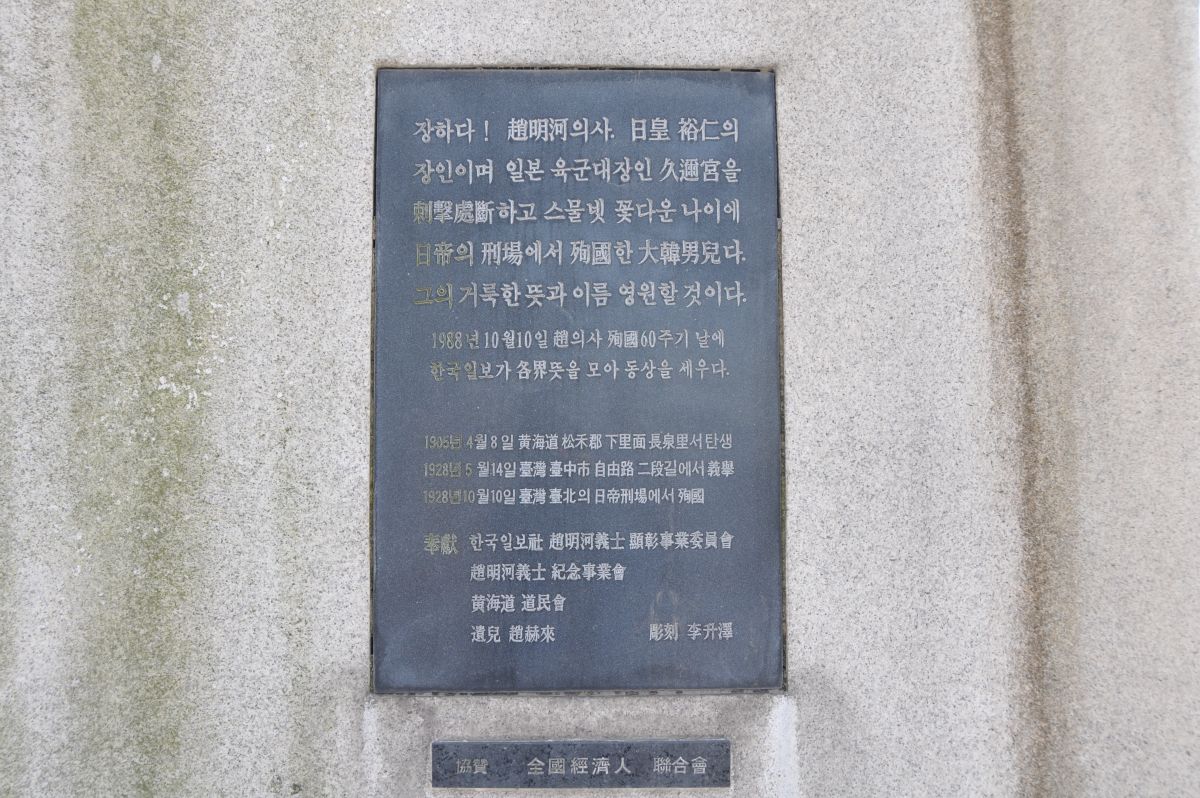 장하다! 趙明河의사. 日皇 裕仁의
장인이며 일본 육군대장인 久邇宮을
刺擊處斷하고 스물넷 꽃다운 나이에
日帝의 刑場에서 殉國한 大韓男兒다.
그의 거룩한 뜻과 이름 영원할 것이다.
1988년 10월10일 趙의사 殉國60주기 날에
한국일보가 各界뜻을 모아 동상을 세우다.
1905년 4월 8일 黃海道 松禾郡 下里面 長泉里서 탄생
1928년 5월14일 臺灣 臺中市 自由路 二段길에서 義擧
1928년10월10일 臺灣 臺北의 日帝刑場에서 殉國
奉獻 한국일보社 趙明河義士 顯彰事業委員會
趙明河義士 紀念事業會
黃海道 道民會
遺兒 趙赫來 彫刻 李升澤
協贊 全國經濟人 聯合會